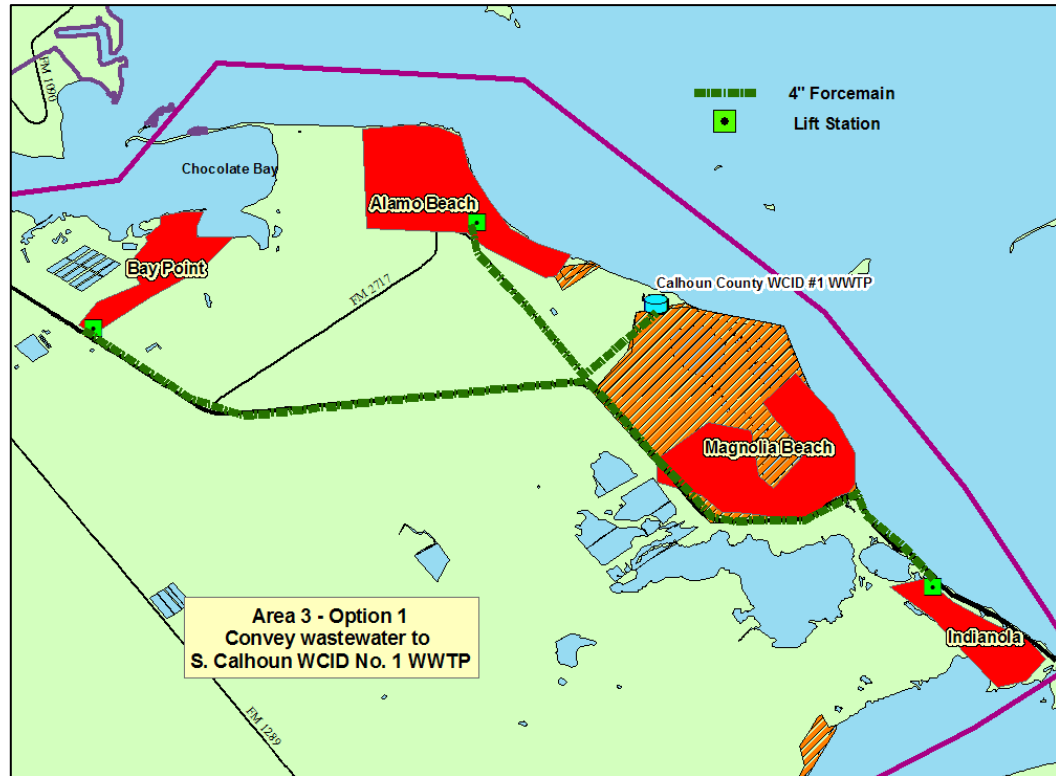 FM 1090
4" Forcemain
Lift Station
Chocolate Bay
Alamo Beach
Bay Point
Calhoun County WCID #1 WWTP
FM 2717
Magnolia Beach
Area 3 - Option 1
Convey wastewater to
S. Calhoun WCID No. 1 WWTP
Indianola
FM 1289